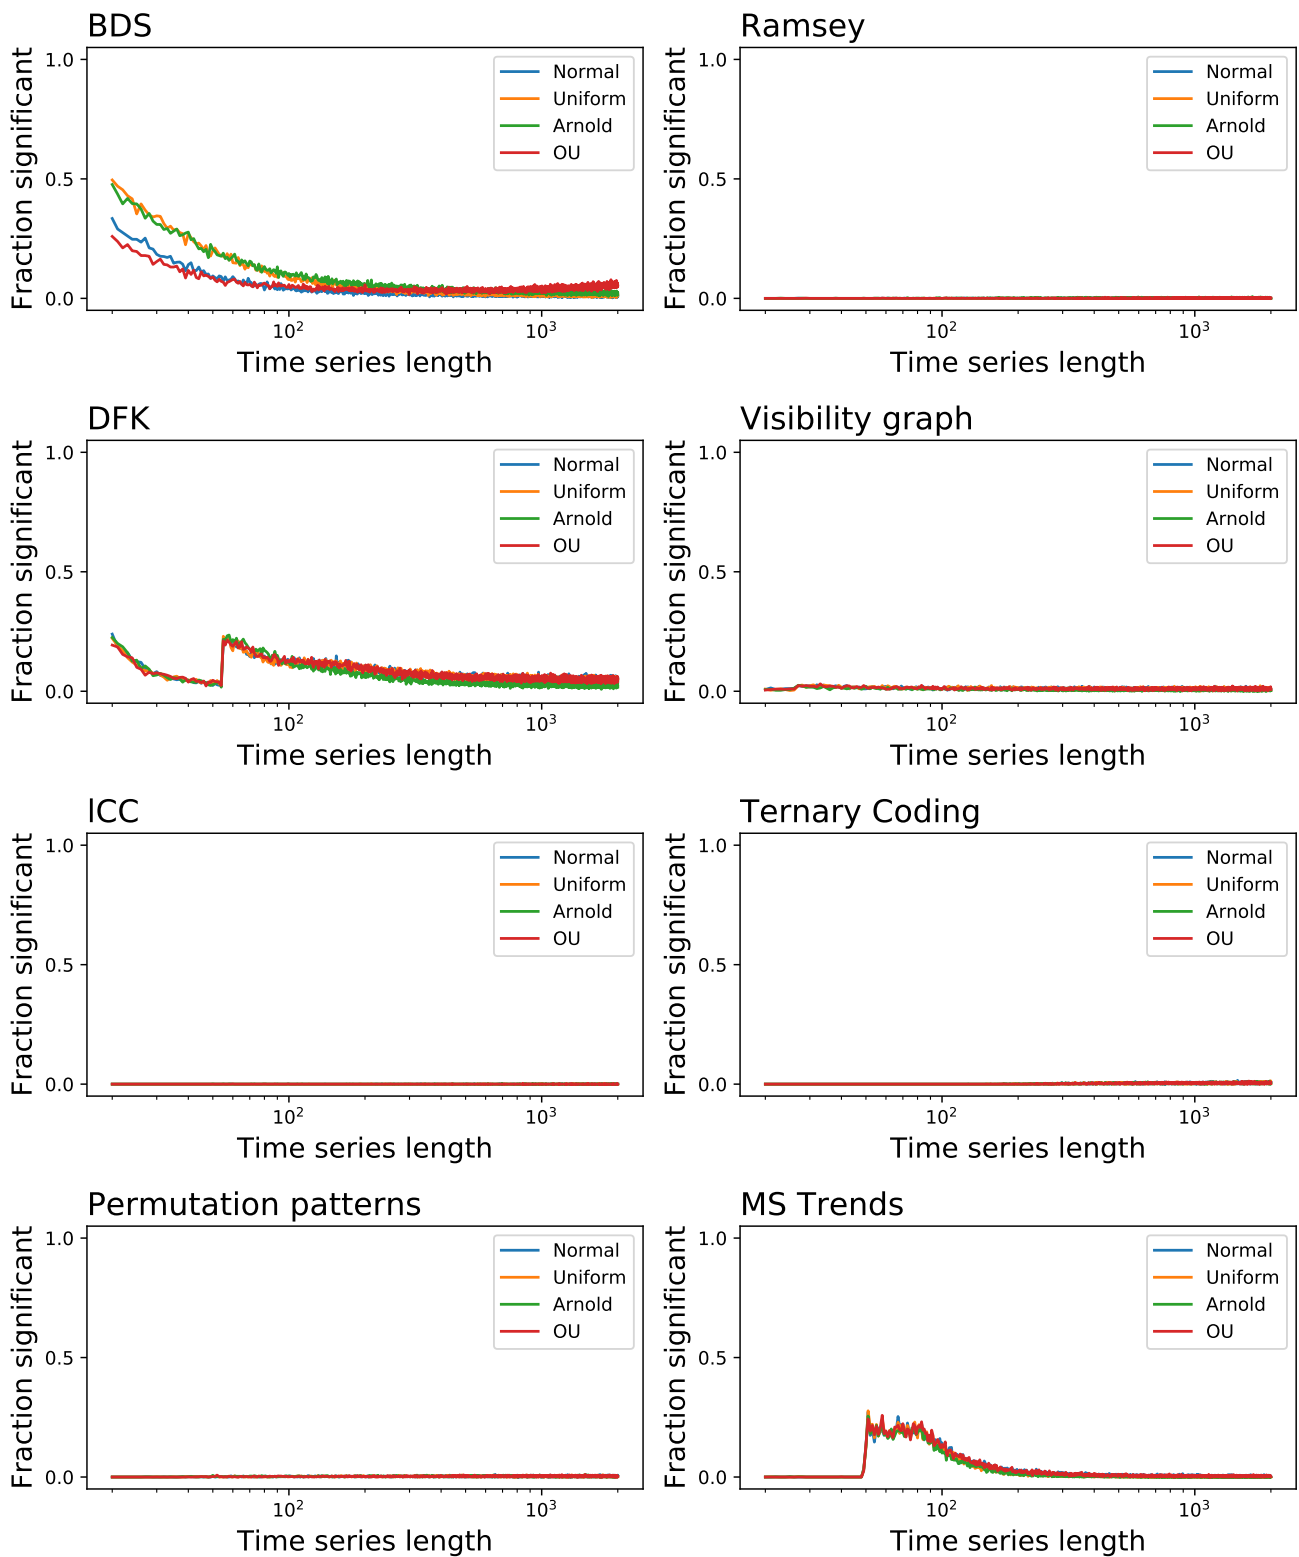 BDS
Fraction significant
1.0
0.5
0.0
Normal
Uniform
Arnold
OU
10²
10³
Time series length
Ramsey
Fraction significant
1.0
0.5
0.0
Normal
Uniform
Arnold
OU
10²
10³
Time series length
DFK
Fraction significant
1.0
0.5
0.0
Normal
Uniform
Arnold
OU
10²
10³
Time series length
Visibility graph
Fraction significant
1.0
0.5
0.0
Normal
Uniform
Arnold
OU
10²
10³
Time series length
lCC
Fraction significant
1.0
0.5
0.0
Normal
Uniform
Arnold
OU
10²
10³
Time series length
Ternary Coding
Fraction significant
1.0
0.5
0.0
Normal
Uniform
Arnold
OU
10²
10³
Time series length
Permutation patterns
Fraction significant
1.0
0.5
0.0
Normal
Uniform
Arnold
OU
10²
10³
Time series length
MS Trends
Fraction significant
1.0
0.5
0.0
Normal
Uniform
Arnold
OU
10²
10³
Time series length